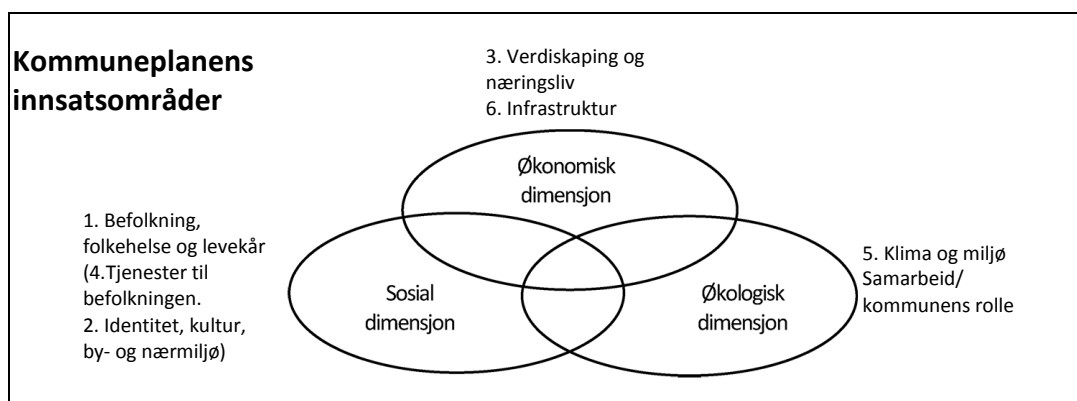 Kommuneplanens
innsatsområder
3. Verdiskaping og
næringsliv
6. Infrastruktur
Økonomisk
dimensjon
1. Befolkning,
folkehelse og levekår
(4.Tjenester til
befolkningen.
2. Identitet, kultur,
by- og nærmiljø)
Sosial
dimensjon
Økologisk
dimensjon
5. Klima og miljø
Samarbeid/
kommunens rolle